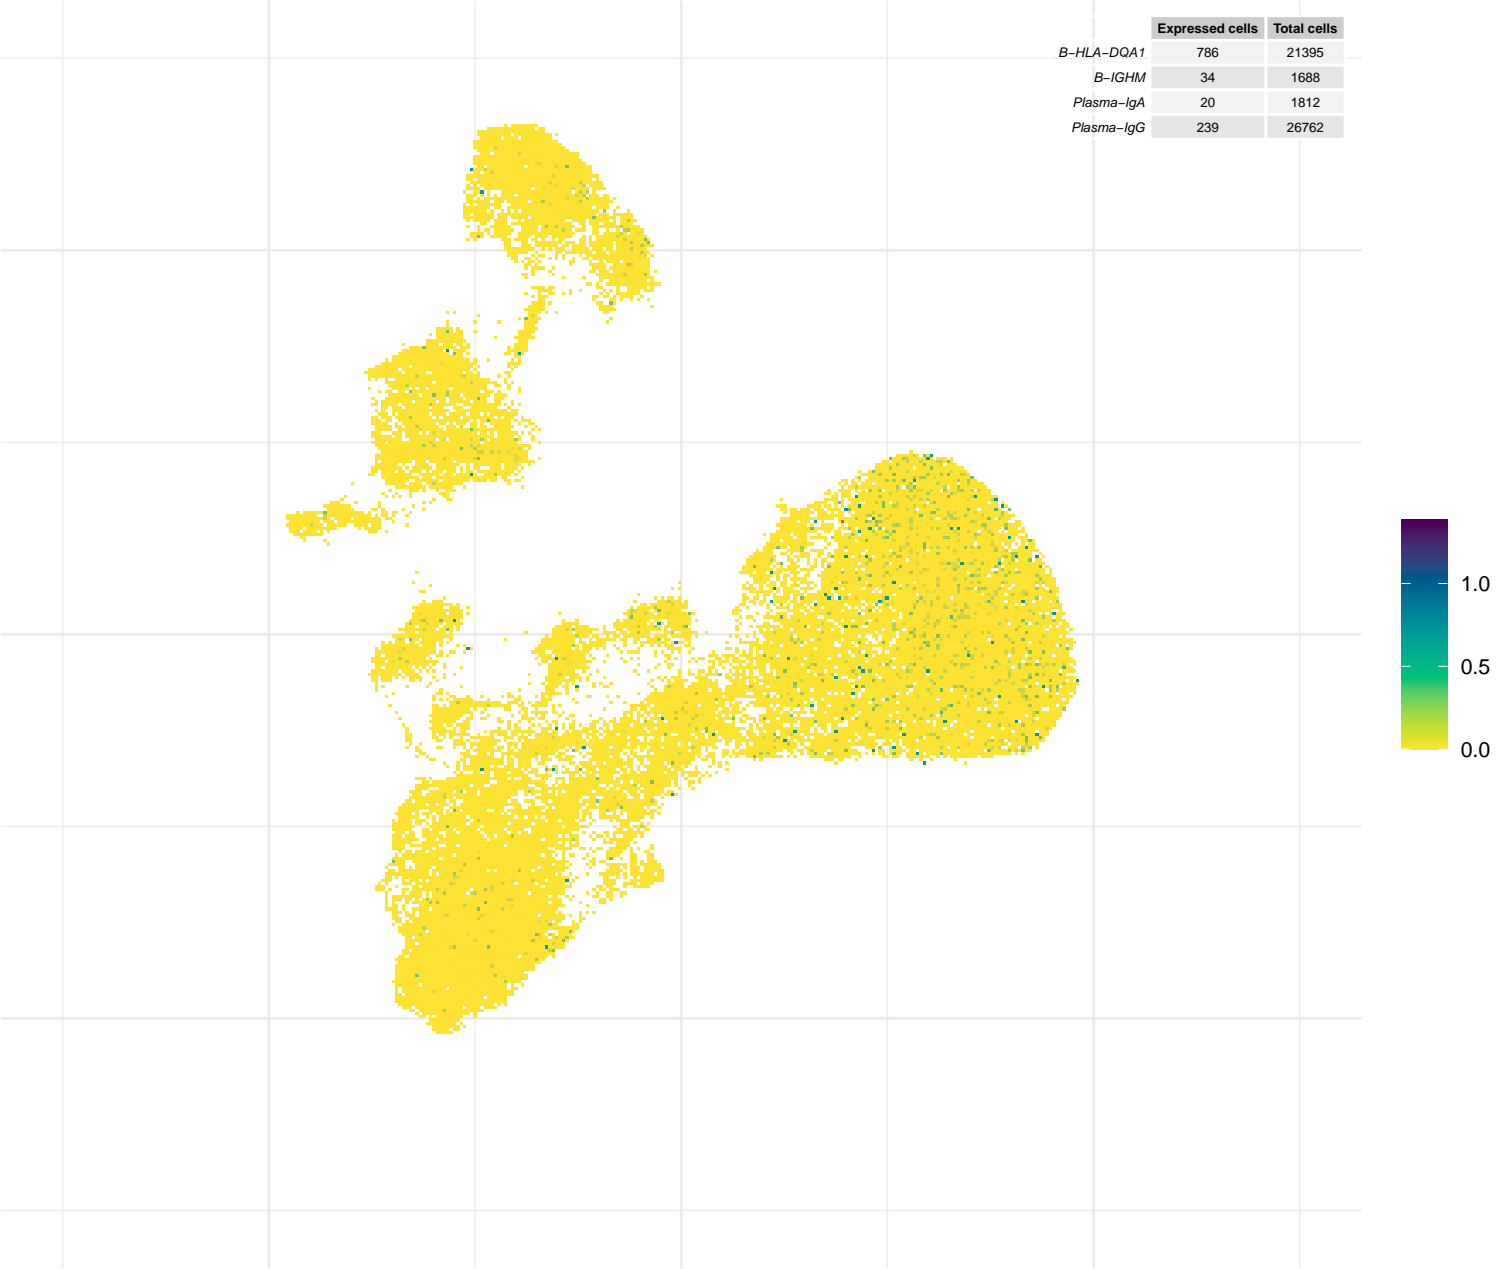 Expressed cells Total cells
B−HLA−DQA1 786 21395
B−IGHM 34 1688
Plasma−IgA 20 1812
Plasma−IgG 239 26762
1.0
0.5
0.0